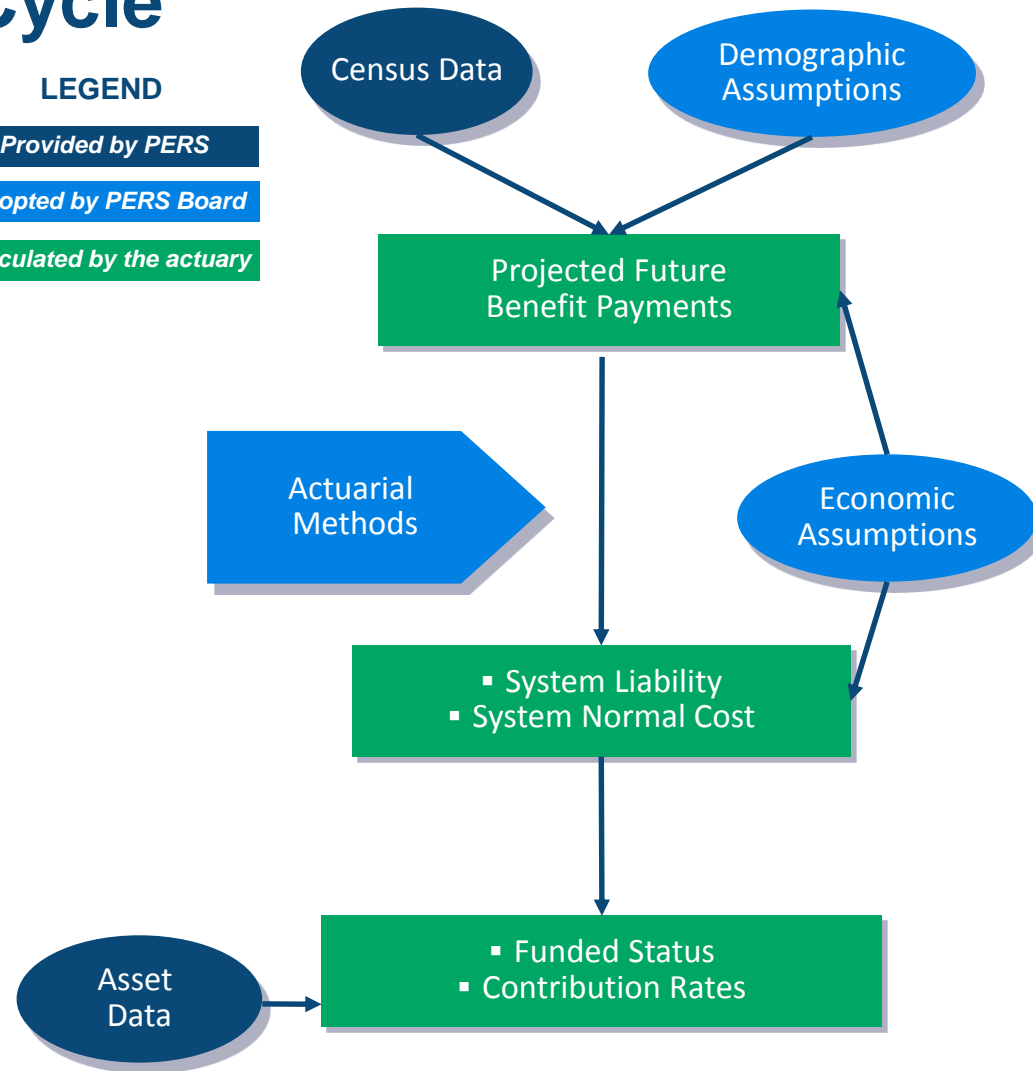 Cycle
LEGEND
Provided by PERS
opted by PERS Board
culated by the actuary
Census Data
Demographic
Assumptions
Projected Future
Benefit Payments
Actuarial
Methods
Economic
Assumptions
▪ System Liability
▪ System Normal Cost
▪ Funded Status
▪ Contribution Rates
Asset
Data